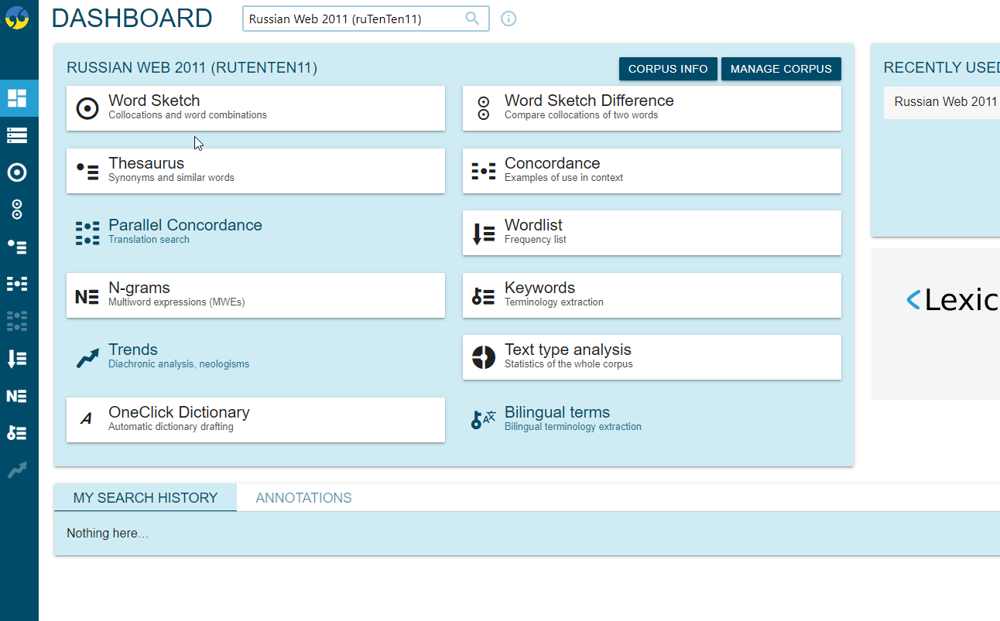 DASHBOARD
Russian Web 2011 (ruTenTen11)
RUSSIAN WEB 2011 (RUTENTEN11)
CORPUS INFO
MANAGE CORPUS
Word Sketch
Collocations and word combinations
Word Sketch Difference
Compare collocations of two words
Thesaurus
Synonyms and similar words
Concordance
Examples of use in context
Parallel Concordance
Translation search
Wordlist
Frequency list
N-grams
Multiword expressions (MWEs)
Keywords
Terminology extraction
Trends
Diachronic analysis, neologisms
Text type analysis
Statistics of the whole corpus
OneClick Dictionary
Automatic dictionary drafting
Bilingual terms
Bilingual terminology extraction
RECENTLY USED
Russian Web 2011
Lexic
MY SEARCH HISTORY
ANNOTATIONS
Nothing here…